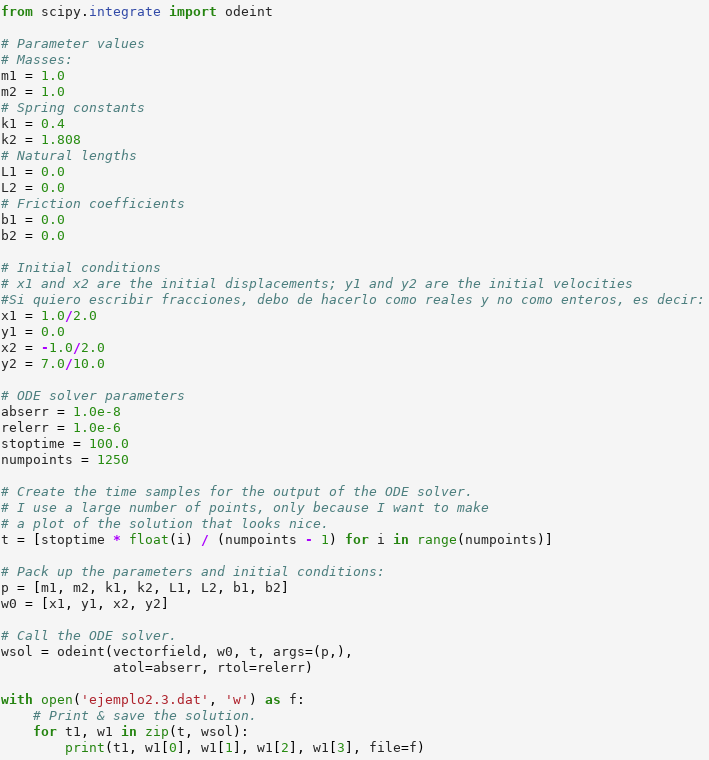 from scipy.integrate import odeint
# Parameter values
# Masses:
m1 = 1.0
m2 = 1.0
# Spring constants
k1 = 0.4
k2 = 1.808
# Natural lengths
L1 = 0.0
L2 = 0.0
# Friction coefficients
b1 = 0.0
b2 = 0.0
# Initial conditions
# x1 and x2 are the initial displacements; y1 and y2 are the initial velocities
#Si quiero escribir fracciones, debo de hacerlo como reales y no como enteros, es decir:
x1 = 1.0/2.0
y1 = 0.0
x2 = -1.0/2.0
y2 = 7.0/10.0
# ODE solver parameters
abserr = 1.0e-8
relerr = 1.0e-6
stoptime = 100.0
numpoints = 1250
# Create the time samples for the output of the ODE solver.
# I use a large number of points, only because I want to make
# a plot of the solution that looks nice.
t = [stoptime * float(i) / (numpoints - 1) for i in range(numpoints)]
# Pack up the parameters and initial conditions:
p = [m1, m2, k1, k2, L1, L2, b1, b2]
w0 = [x1, y1, x2, y2]
# Call the ODE solver.
wsol = odeint(vectorfield, w0, t, args=(p,),
              atol=abserr, rtol=relerr)
with open('ejemplo2.3.dat', 'w') as f:
    # Print & save the solution.
    for t1, w1 in zip(t, wsol):
        print(t1, w1[0], w1[1], w1[2], w1[3], file=f)